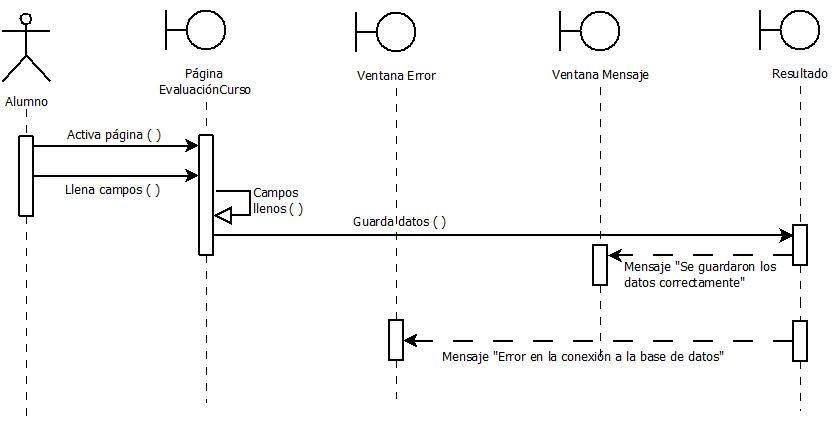 Alumno
Página
EvaluaciónCurso
Ventana Error
Ventana Mensaje
Resultado
Activa página ( )
Llena campos ( )
Campos
llenos ( )
Guarda datos ( )
Mensaje "Se guardaron los
datos correctamente"
Mensaje "Error en la conexión a la base de datos"